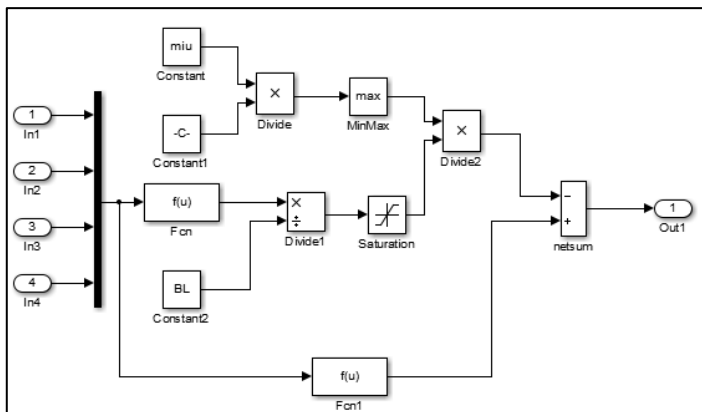 miu
Constant
×
Divide
max
MinMax
×
Divide2
1
In1
-C-
Constant1
2
In2
f(u)
Fcn
×
÷
Divide1
Saturation
−
+
netsum
1
Out1
3
In3
BL
Constant2
4
In4
f(u)
Fcn1